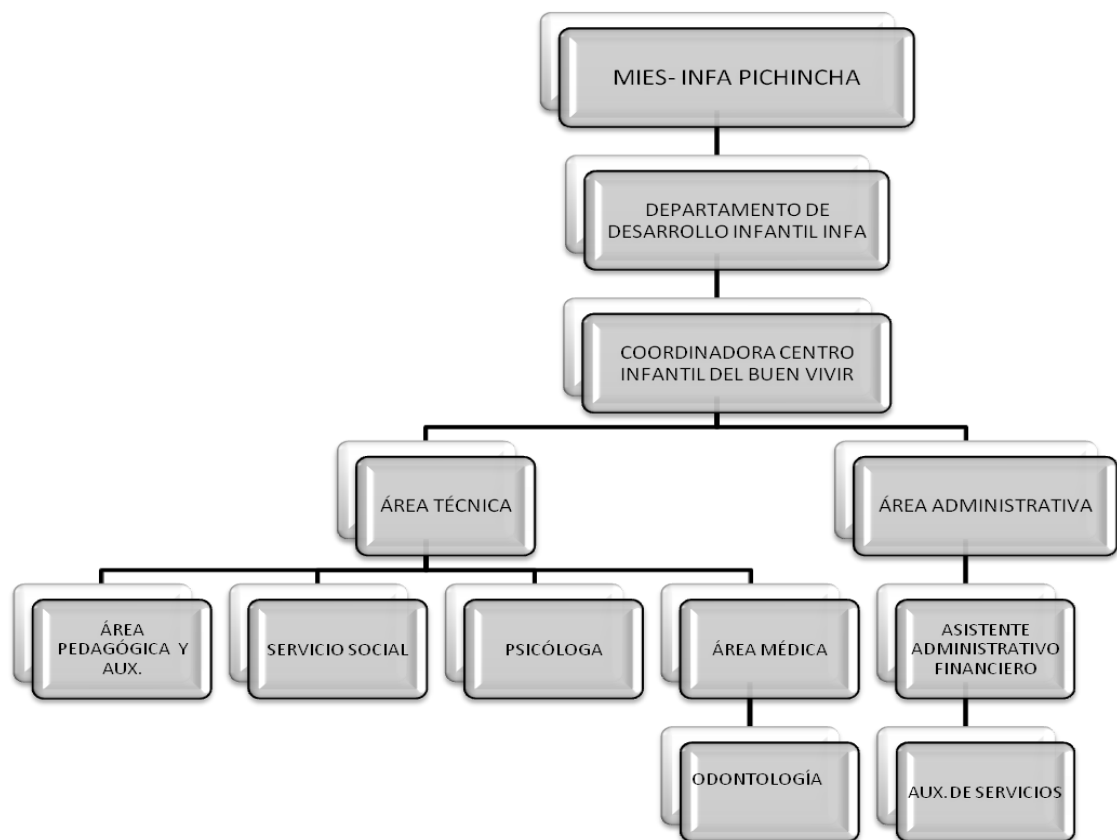 MIES- INFA PICHINCHA
DEPARTAMENTO DE
DESARROLLO INFANTIL INFA
COORDINADORA CENTRO
INFANTIL DEL BUEN VIVIR
ÁREA TÉCNICA
ÁREA ADMINISTRATIVA
ÁREA
PEDAGÓGICA Y
AUX.
SERVICIO SOCIAL
PSICÓLOGA
ÁREA MÉDICA
ASISTENTE
ADMINISTRATIVO
FINANCIERO
ODONTOLOGÍA
AUX. DE SERVICIOS